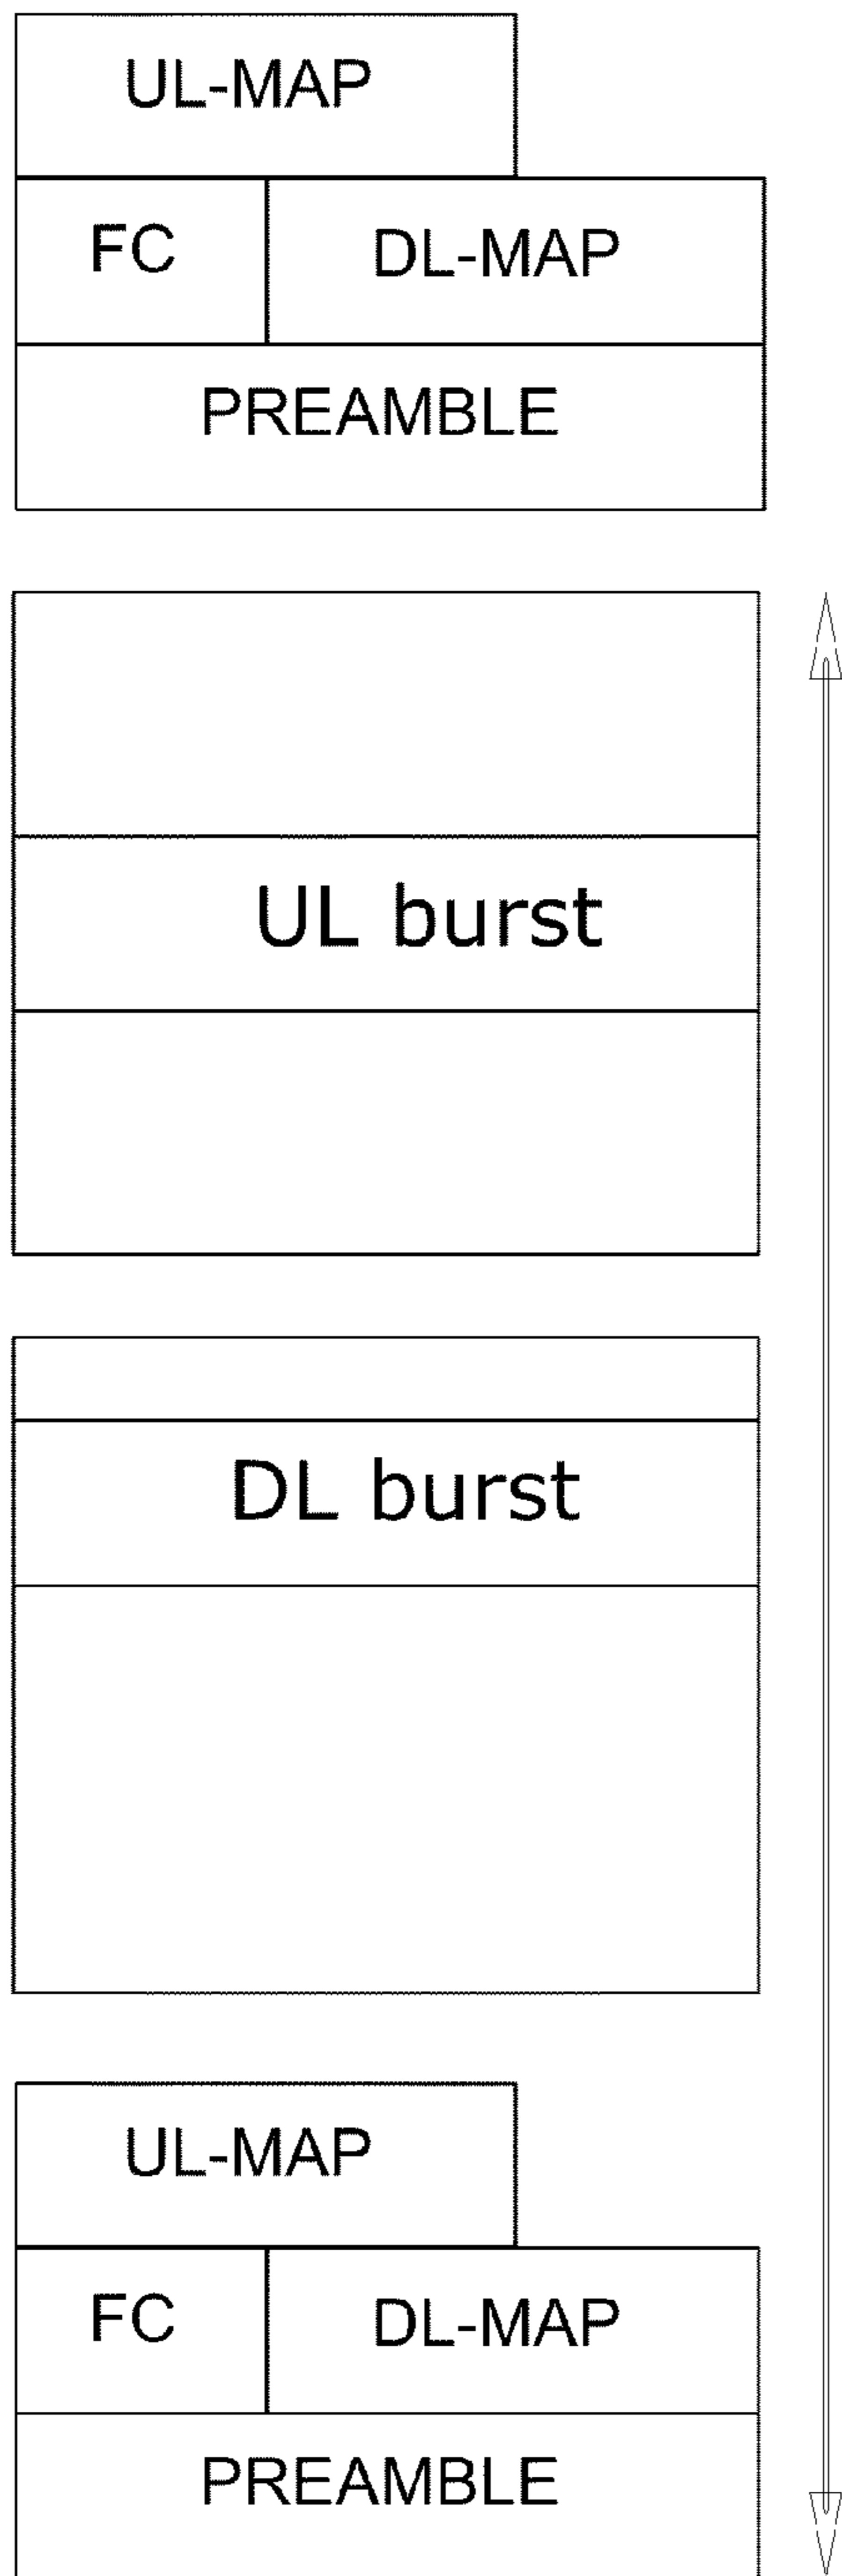 UL-MAP
FC DL-MAP
PREAMBLE
UL burst
DL burst
UL-MAP
FC DL-MAP
PREAMBLE